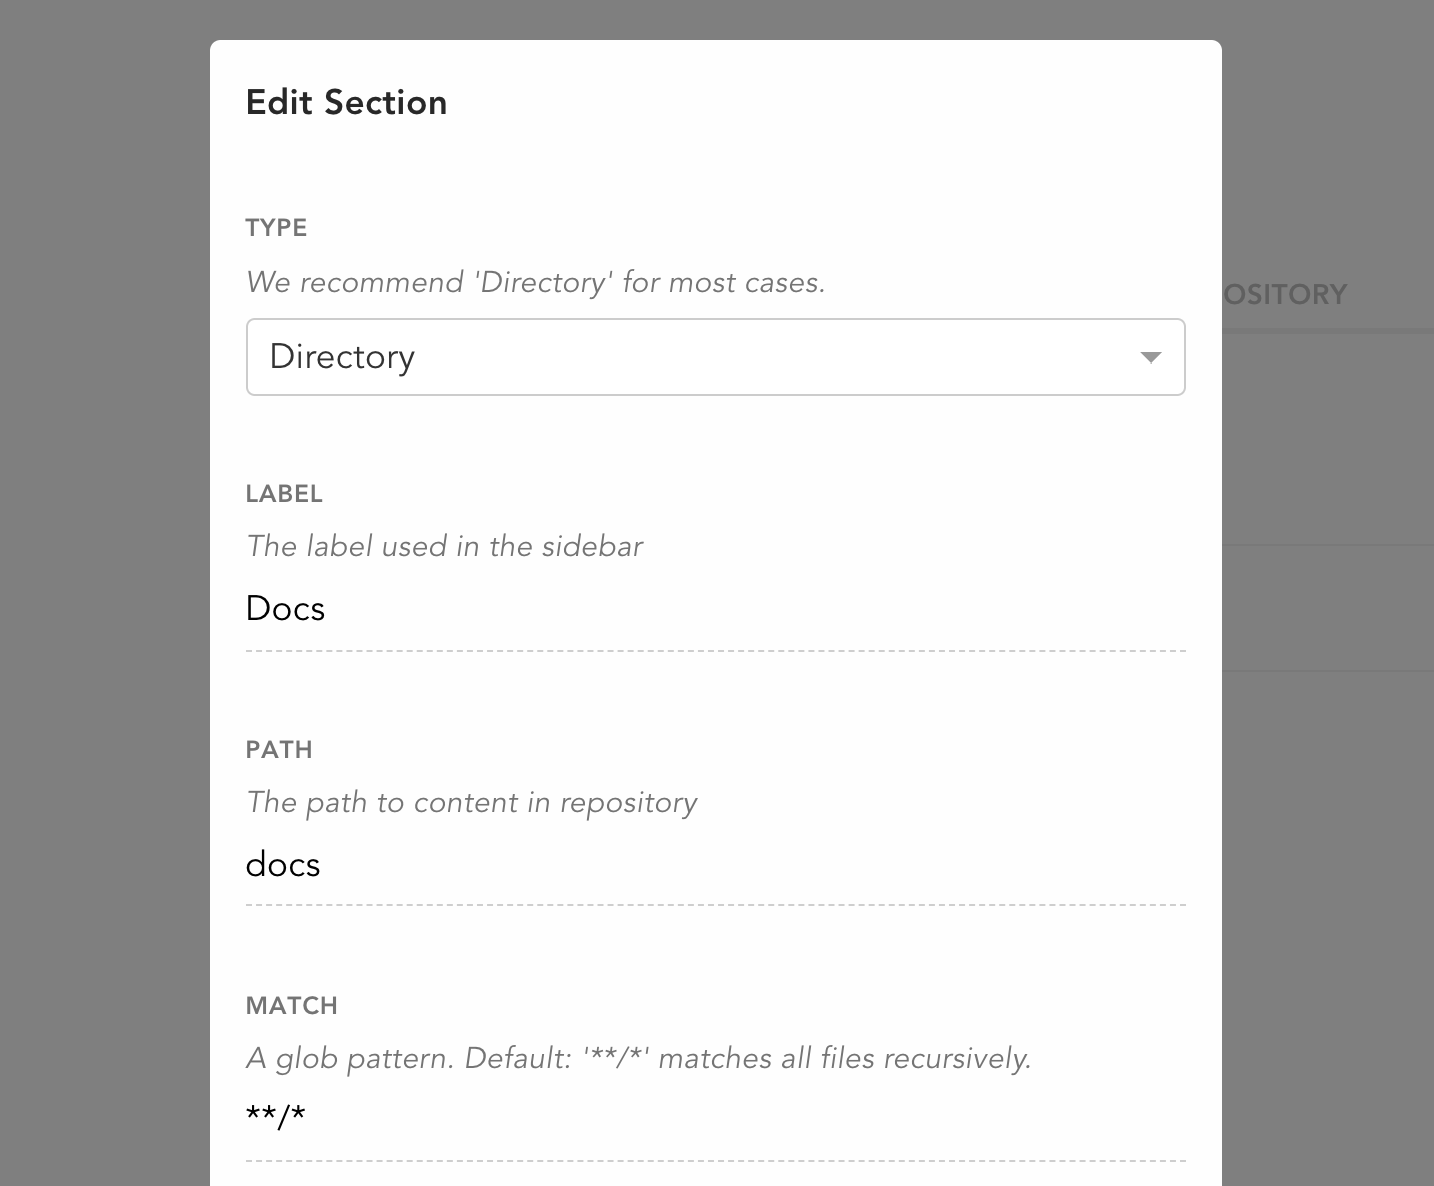 Edit Section
TYPE
We recommend 'Directory' for most cases.
OSITORY
Directory
LABEL
The label used in the sidebar
Docs
PATH
The path to content in repository
docs
MATCH
A glob pattern. Default: '**/*' matches all files recursively.
**/*